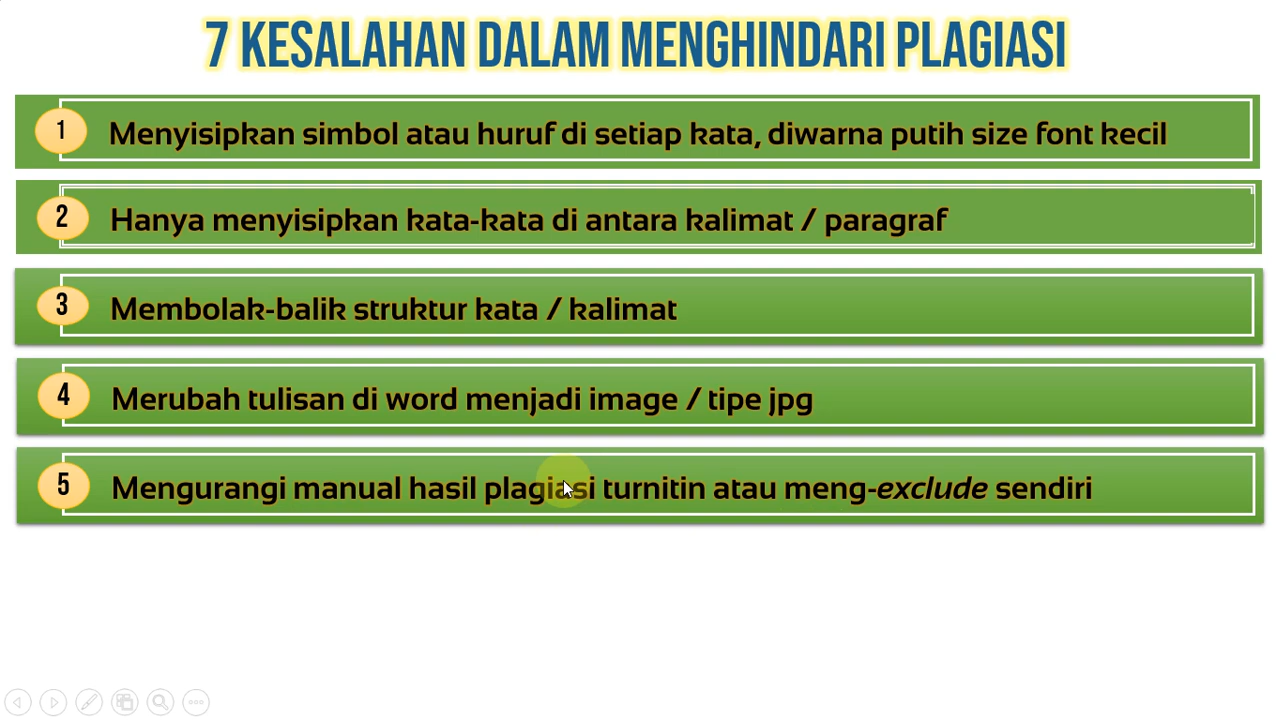 7 KESALAHAN DALAM MENGHINDARI PLAGIASI
1 Menyisipkan simbol atau huruf di setiap kata, diwarna putih size font kecil
2 Hanya menyisipkan kata-kata di antara kalimat / paragraf
3 Membolak-balik struktur kata / kalimat
4 Merubah tulisan di word menjadi image / tipe jpg
5 Mengurangi manual hasil plagiasi turnitin atau meng-exclude sendiri